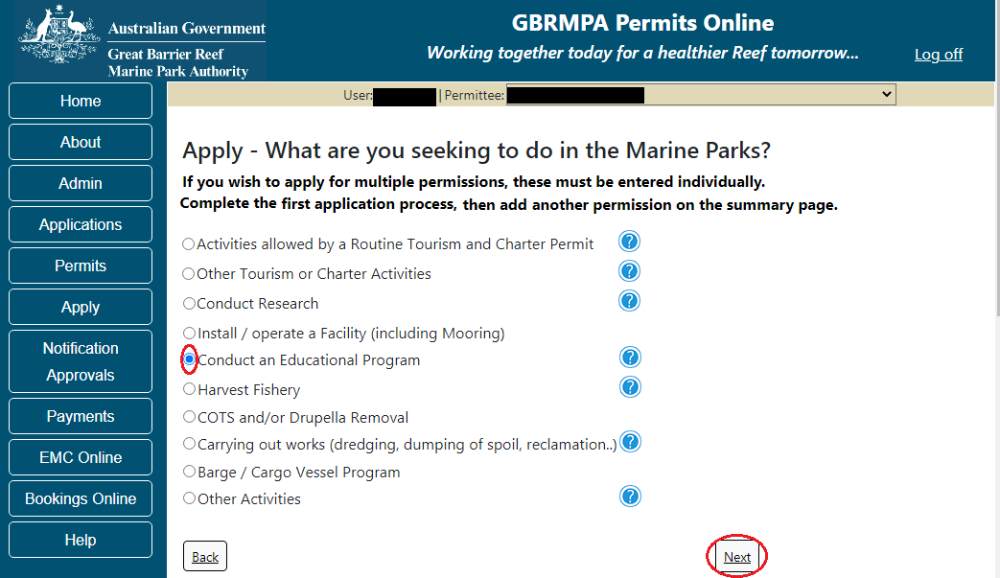 Australian Government
Great Barrier Reef
Marine Park Authority
GBRMPA Permits Online
Working together today for a healthier Reef tomorrow...
Log off
Home
About
Admin
Applications
Permits
Apply
Notification
Approvals
Payments
EMC Online
Bookings Online
Help
User: | Permittee:
Apply - What are you seeking to do in the Marine Parks?
If you wish to apply for multiple permissions, these must be entered individually.
Complete the first application process, then add another permission on the summary page.
Activities allowed by a Routine Tourism and Charter Permit ?
Other Tourism or Charter Activities ?
Conduct Research ?
Install / operate a Facility (including Mooring)
Conduct an Educational Program ?
Harvest Fishery ?
COTS and/or Drupella Removal
Carrying out works (dredging, dumping of spoil, reclamation..) ?
Barge / Cargo Vessel Program
Other Activities ?
Back Next